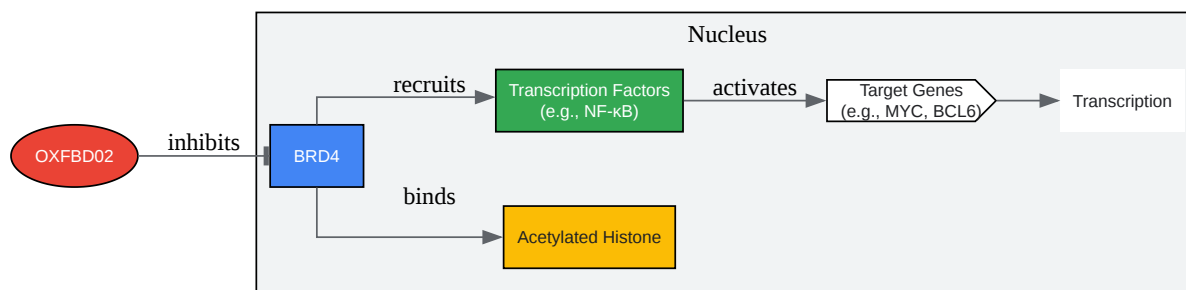 Nucleus
recruits
Transcription Factors
(e.g., NF-κB)
activates
Target Genes
(e.g., MYC, BCL6)
Transcription
OXFBD02
inhibits
BRD4
binds
Acetylated Histone